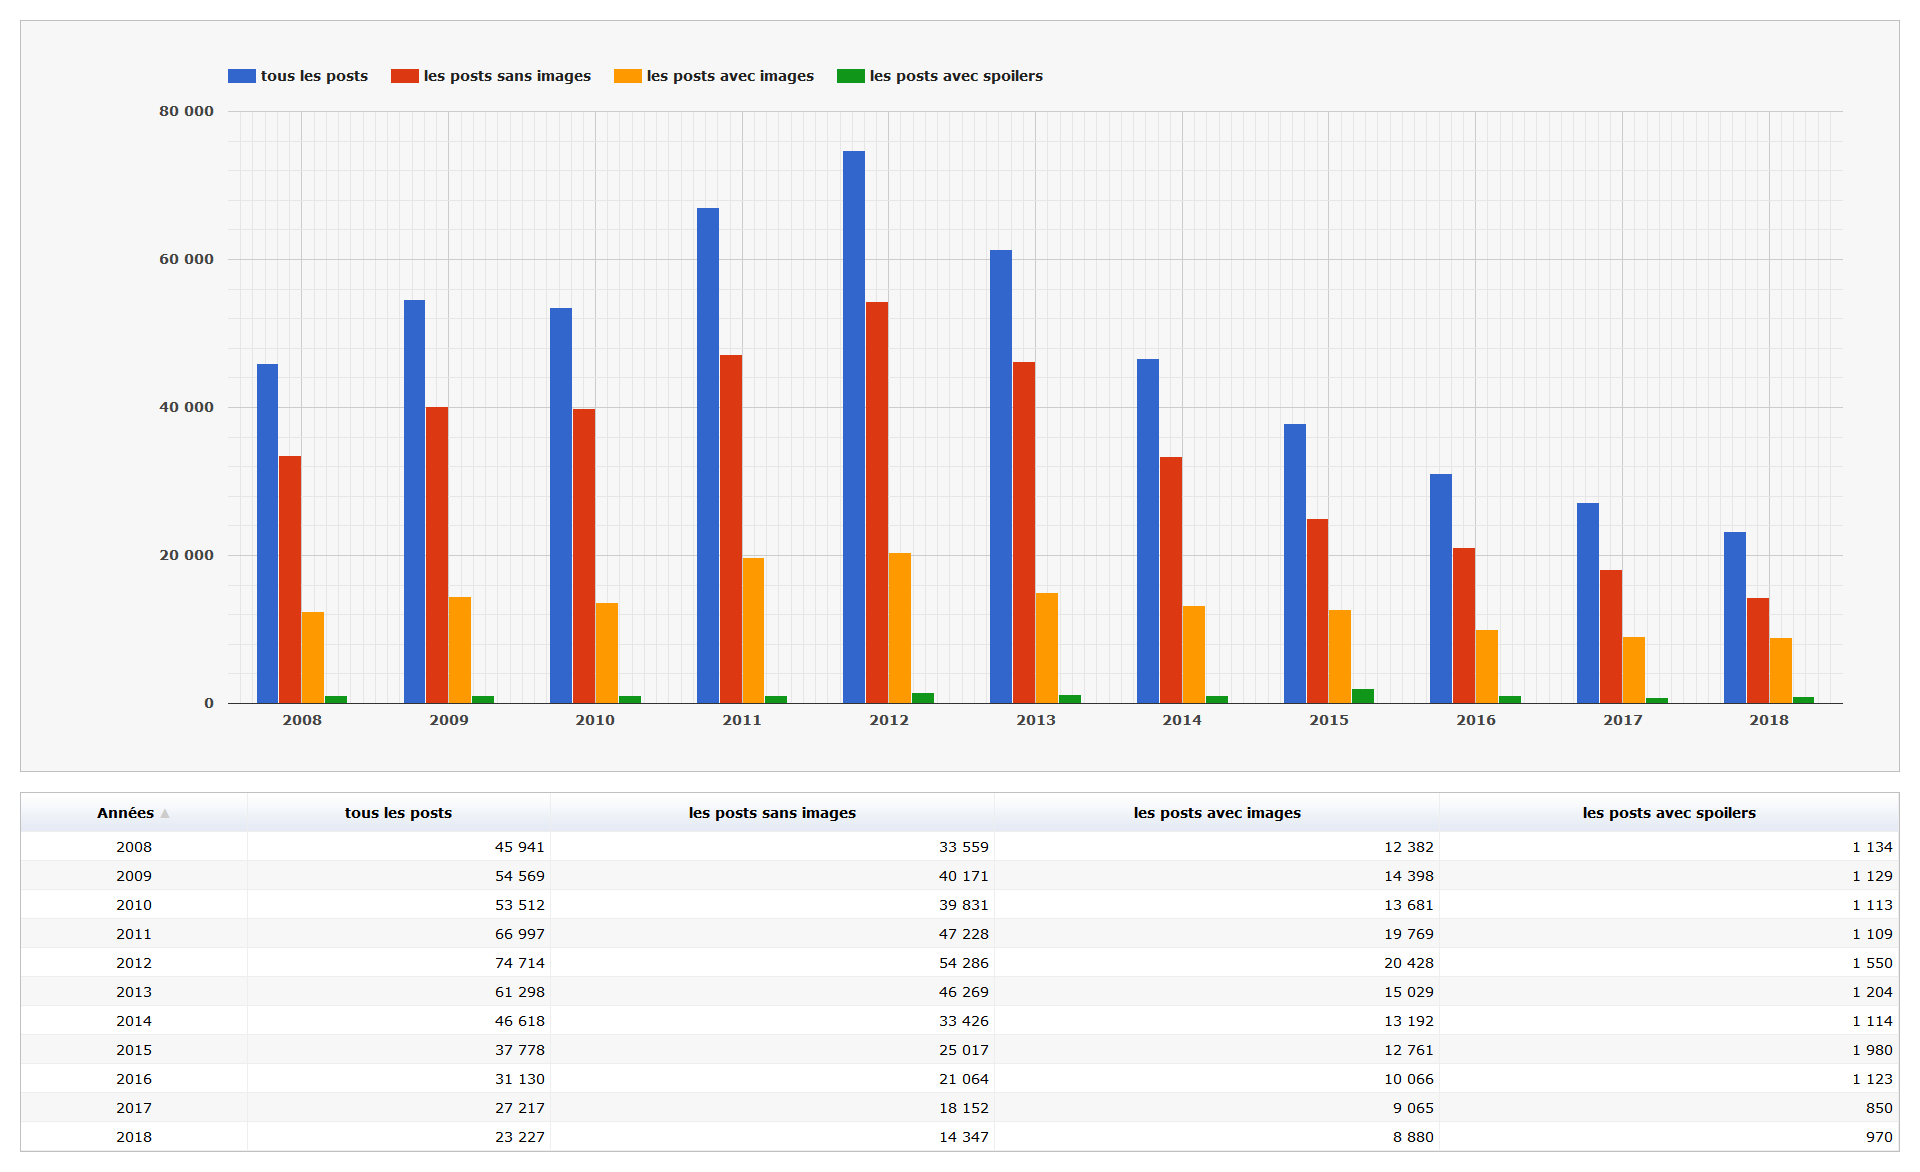 tous les posts les posts sans images les posts avec images les posts avec spoilers
80 000
60 000
40 000
20 000
0
2008 2009 2010 2011 2012 2013 2014 2015 2016 2017 2018
Années tous les posts les posts sans images les posts avec images les posts avec spoilers
2008 45 941 33 559 12 382 1 134
2009 54 569 40 171 14 398 1 129
2010 53 512 39 831 13 681 1 113
2011 66 997 47 228 19 769 1 109
2012 74 714 54 286 20 428 1 550
2013 61 298 46 269 15 029 1 204
2014 46 618 33 426 13 192 1 114
2015 37 778 25 017 12 761 1 980
2016 31 130 21 064 10 066 1 123
2017 27 217 18 152 9 065 850
2018 23 227 14 347 8 880 970